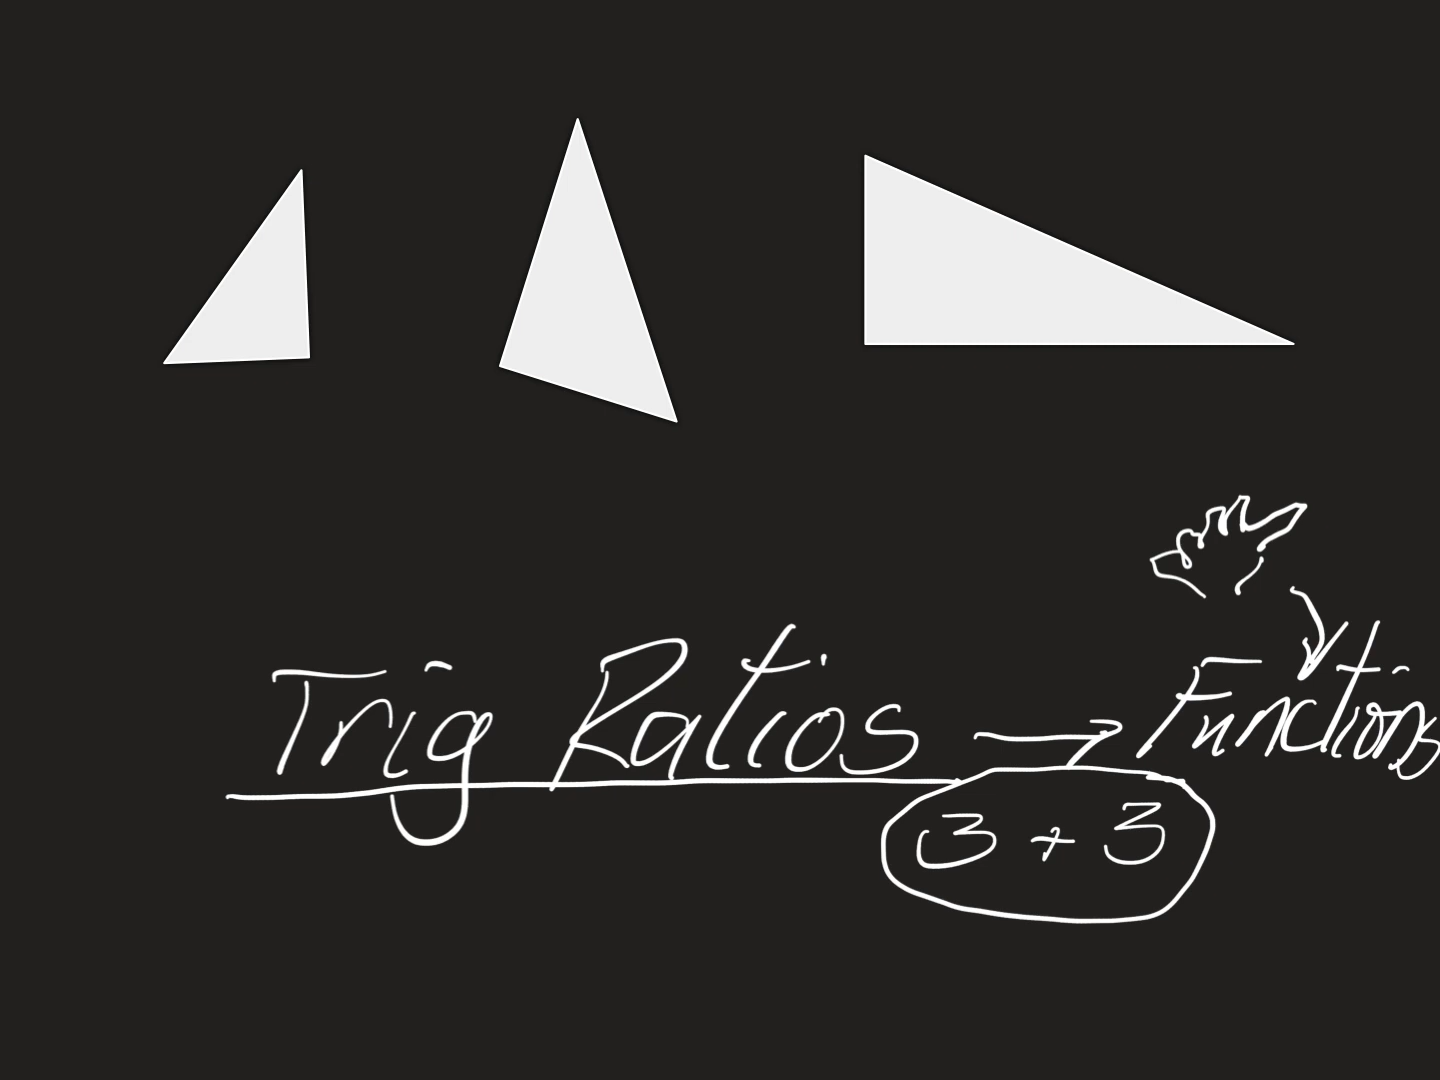 Trig Ratios → Functions
3 + 3